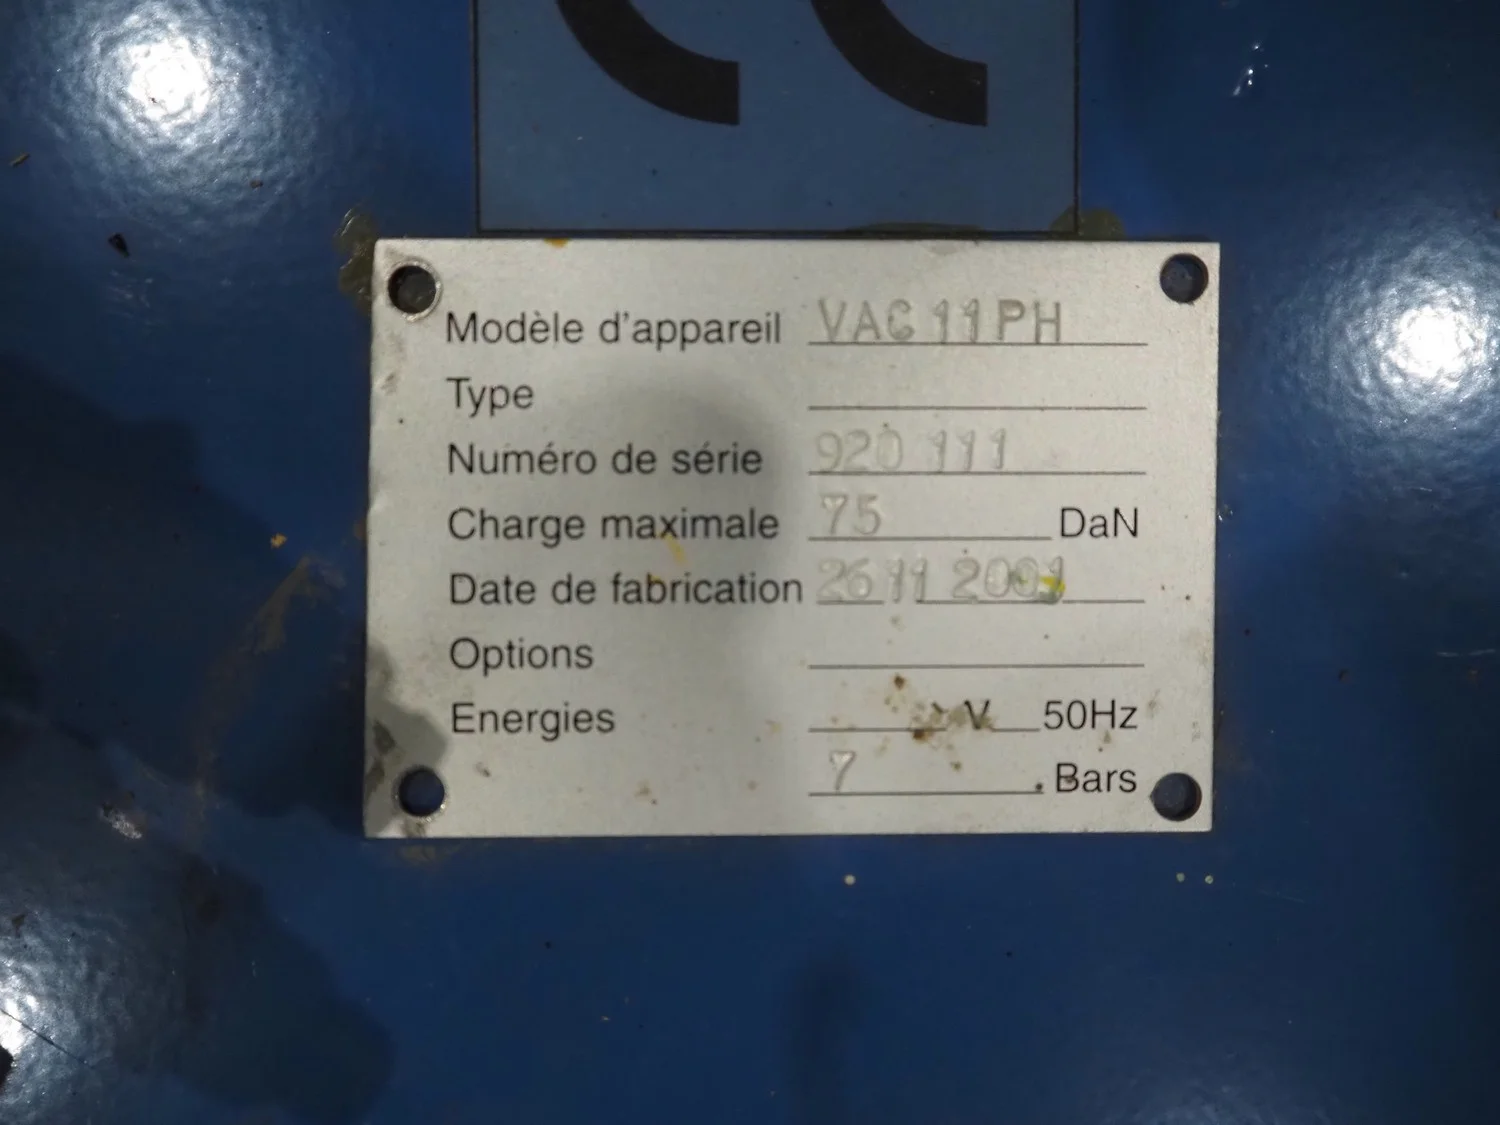 CE
Modèle d'appareil VAC 11 PH
Type
Numéro de série 920 111
Charge maximale 75 DaN
Date de fabrication 26 11 2001
Options
Energies V 50Hz
7 Bars